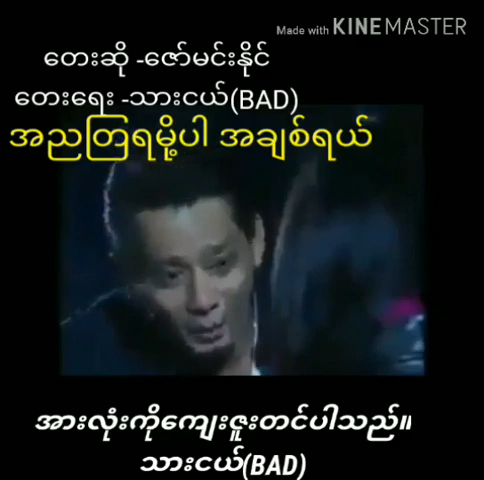 Made with KINEMASTER
တေးဆို -ဇော်မင်းနိုင်
တေးရေး -သားငယ်(BAD)
အညတြရမို့ပါ အချစ်ရယ်
အားလုံးကိုကျေးဇူးတင်ပါသည်။
သားငယ်(BAD)